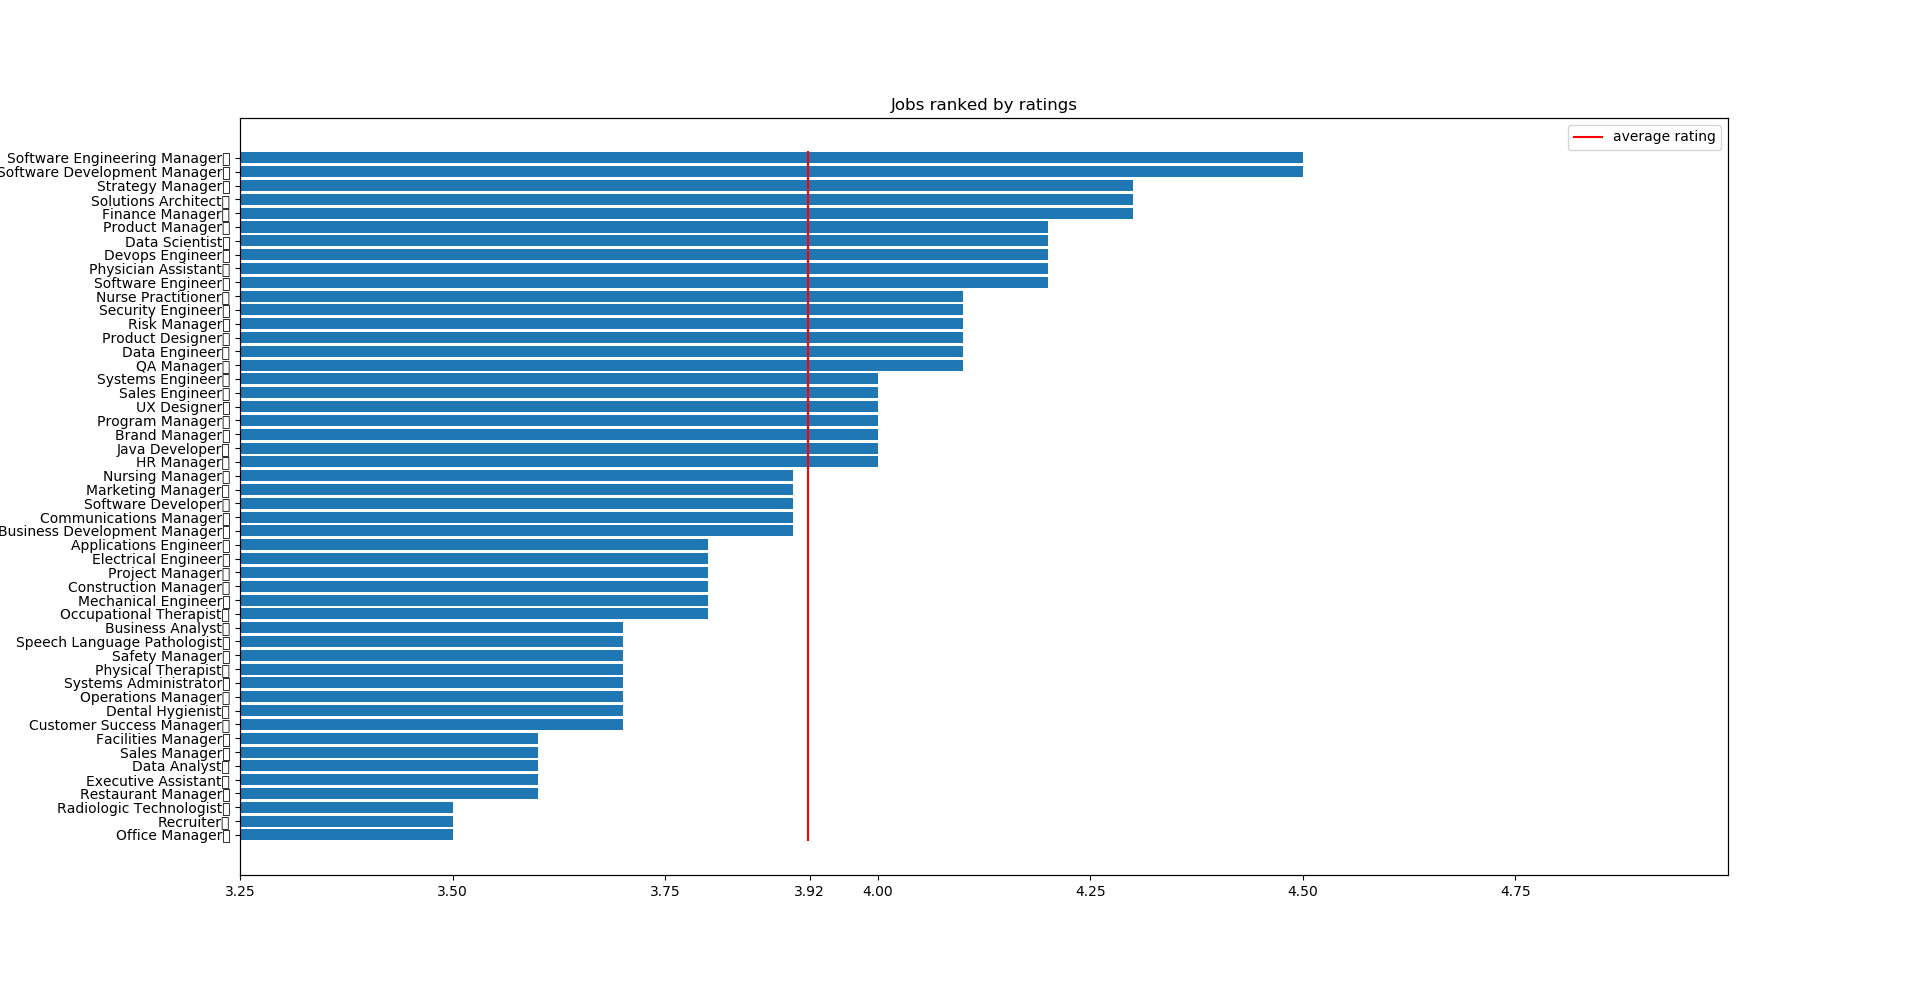 Jobs ranked by ratings
average rating
Software Engineering Manager
Software Development Manager
Strategy Manager
Solutions Architect
Finance Manager
Product Manager
Data Scientist
Devops Engineer
Physician Assistant
Software Engineer
Nurse Practitioner
Security Engineer
Risk Manager
Product Designer
Data Engineer
QA Manager
Systems Engineer
Sales Engineer
UX Designer
Program Manager
Brand Manager
Java Developer
HR Manager
Nursing Manager
Marketing Manager
Software Developer
Communications Manager
Business Development Manager
Applications Engineer
Electrical Engineer
Project Manager
Construction Manager
Mechanical Engineer
Occupational Therapist
Business Analyst
Speech Language Pathologist
Safety Manager
Physical Therapist
Systems Administrator
Operations Manager
Dental Hygienist
Customer Success Manager
Facilities Manager
Sales Manager
Data Analyst
Executive Assistant
Restaurant Manager
Radiologic Technologist
Recruiter
Office Manager
3.25 3.50 3.75 3.92 4.00 4.25 4.50 4.75